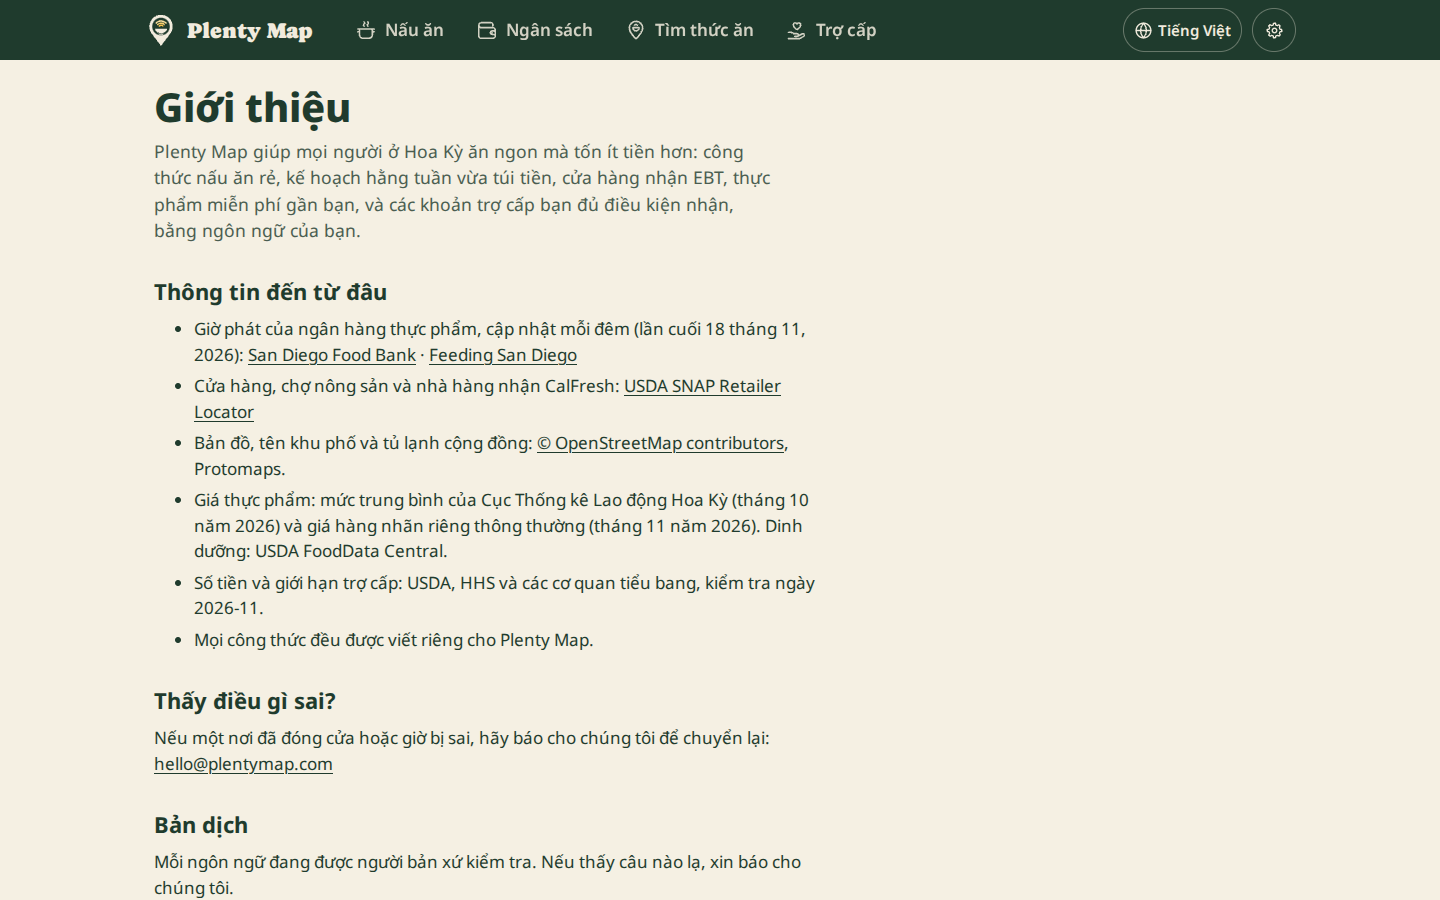 Plenty Map
Nấu ăn
Ngân sách
Tìm thức ăn
Trợ cấp
Tiếng Việt
Giới thiệu
Plenty Map giúp mọi người ở Hoa Kỳ ăn ngon mà tốn ít tiền hơn: công
thức nấu ăn rẻ, kế hoạch hằng tuần vừa túi tiền, cửa hàng nhận EBT, thực
phẩm miễn phí gần bạn, và các khoản trợ cấp bạn đủ điều kiện nhận,
bằng ngôn ngữ của bạn.
Thông tin đến từ đâu
• Giờ phát của ngân hàng thực phẩm, cập nhật mỗi đêm (lần cuối 18 tháng 11,
2026): San Diego Food Bank · Feeding San Diego
• Cửa hàng, chợ nông sản và nhà hàng nhận CalFresh: USDA SNAP Retailer
Locator
• Bản đồ, tên khu phố và tủ lạnh cộng đồng: © OpenStreetMap contributors,
Protomaps.
• Giá thực phẩm: mức trung bình của Cục Thống kê Lao động Hoa Kỳ (tháng 10
năm 2026) và giá hàng nhãn riêng thông thường (tháng 11 năm 2026). Dinh
dưỡng: USDA FoodData Central.
• Số tiền và giới hạn trợ cấp: USDA, HHS và các cơ quan tiểu bang, kiểm tra ngày
2026-11.
• Mọi công thức đều được viết riêng cho Plenty Map.
Thấy điều gì sai?
Nếu một nơi đã đóng cửa hoặc giờ bị sai, hãy báo cho chúng tôi để chuyển lại:
hello@plentymap.com
Bản dịch
Mỗi ngôn ngữ đang được người bản xứ kiểm tra. Nếu thấy câu nào lạ, xin báo cho
chúng tôi.